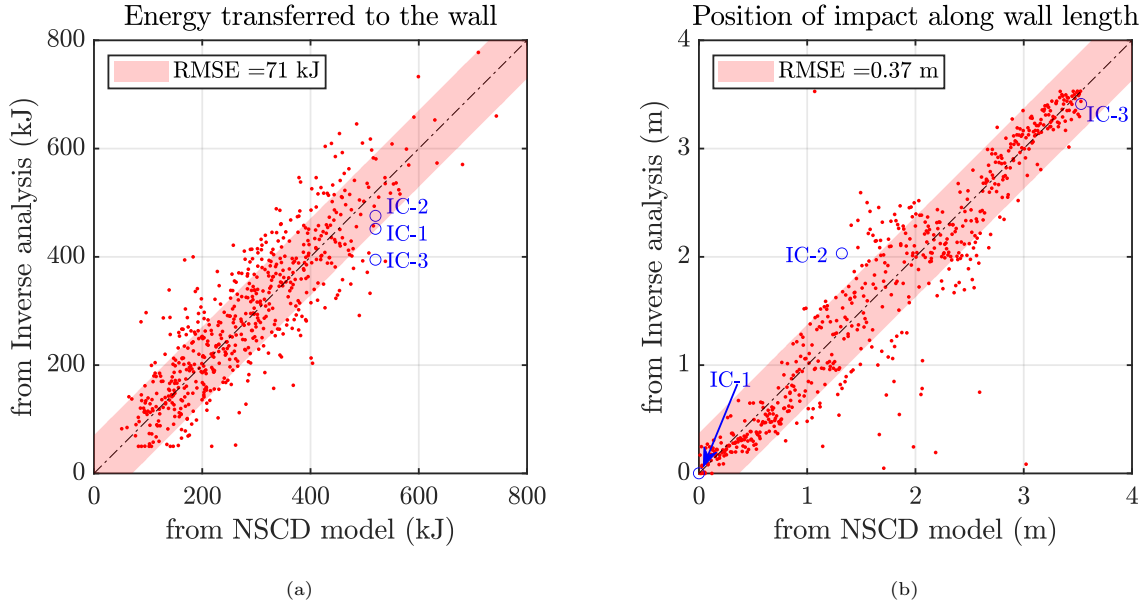 Energy transferred to the wall
800
600
400
200
0
0 200 400 600 800
from Inverse analysis (kJ)
from NSCD model (kJ)
RMSE =71 kJ
IC-2
IC-1
IC-3
(a)
Position of impact along wall length
4
3
2
1
0
0 1 2 3 4
from Inverse analysis (m)
from NSCD model (m)
RMSE =0.37 m
IC-3
IC-2
IC-1
(b)